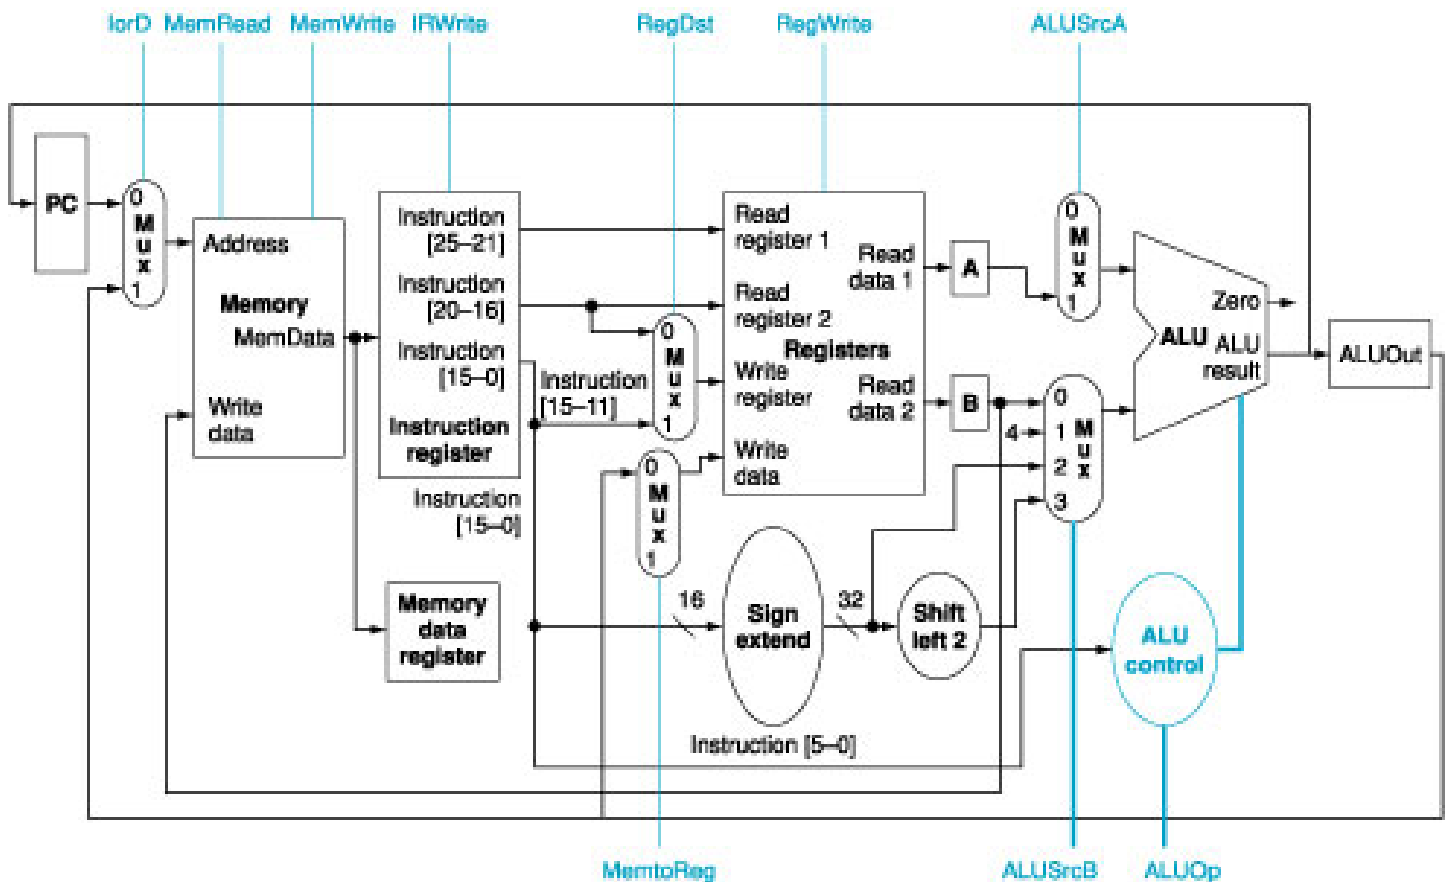 IorD MemRead MemWrite IRWrite RegDst RegWrite ALUSrcA
PC
0
M
u
x
1
Address
Memory
MemData
Write
data
Instruction
[25–21]
Instruction
[20–16]
Instruction
[15–0]
Instruction
register
Instruction
[15–0]
Memory
data
register
Instruction
[15–11]
0
M
u
x
1
0
M
u
x
1
Read
register 1
Read
register 2
Registers
Write
register
Write
data
Read
data 1
Read
data 2
16
Sign
extend
32
Shift
left 2
Instruction [5–0]
A
B
4
0
M
u
x
1
0
1
2
3
M
u
x
Zero
ALU
ALU
result
ALUOut
ALU
control
MemtoReg ALUSrcB ALUOp